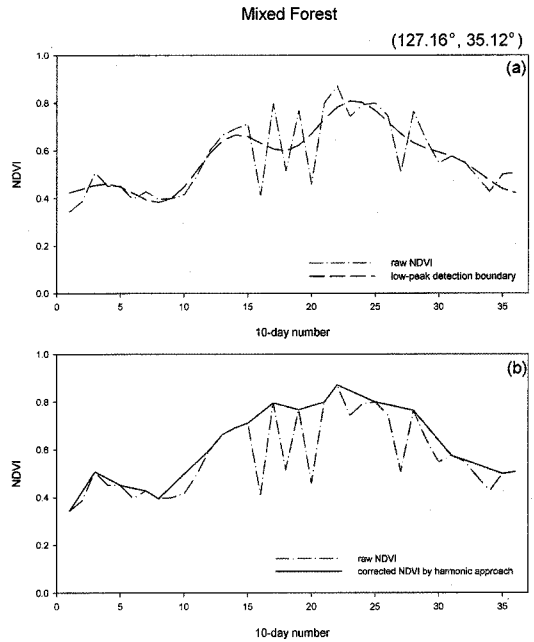 Mixed Forest
(127.16°, 35.12°)
(a)
1.0
0.8
0.6
0.4
0.2
0.0
NDVI
raw NDVI
low-peak detection boundary
0 5 10 15 20 25 30 35
10-day number
(b)
1.0
0.8
0.6
0.4
0.2
0.0
NDVI
raw NDVI
corrected NDVI by harmonic approach
0 5 10 15 20 25 30 35
10-day number